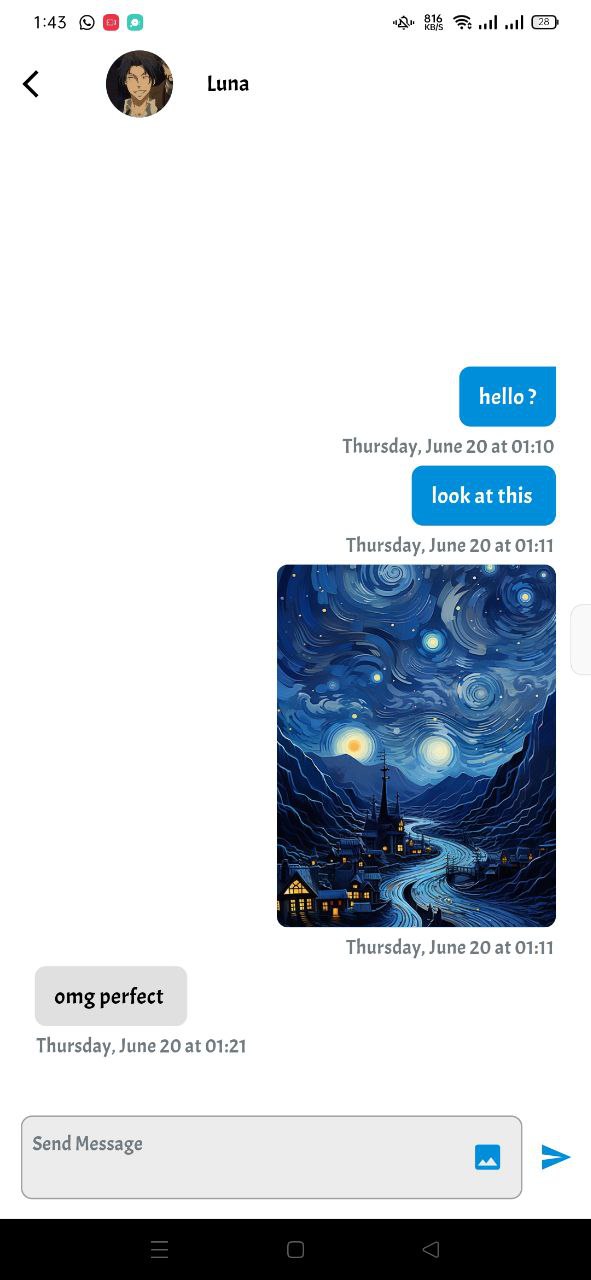 1:43
816
KB/S
28
Luna
hello ?
Thursday, June 20 at 01:10
look at this
Thursday, June 20 at 01:11
Thursday, June 20 at 01:11
omg perfect
Thursday, June 20 at 01:21
Send Message